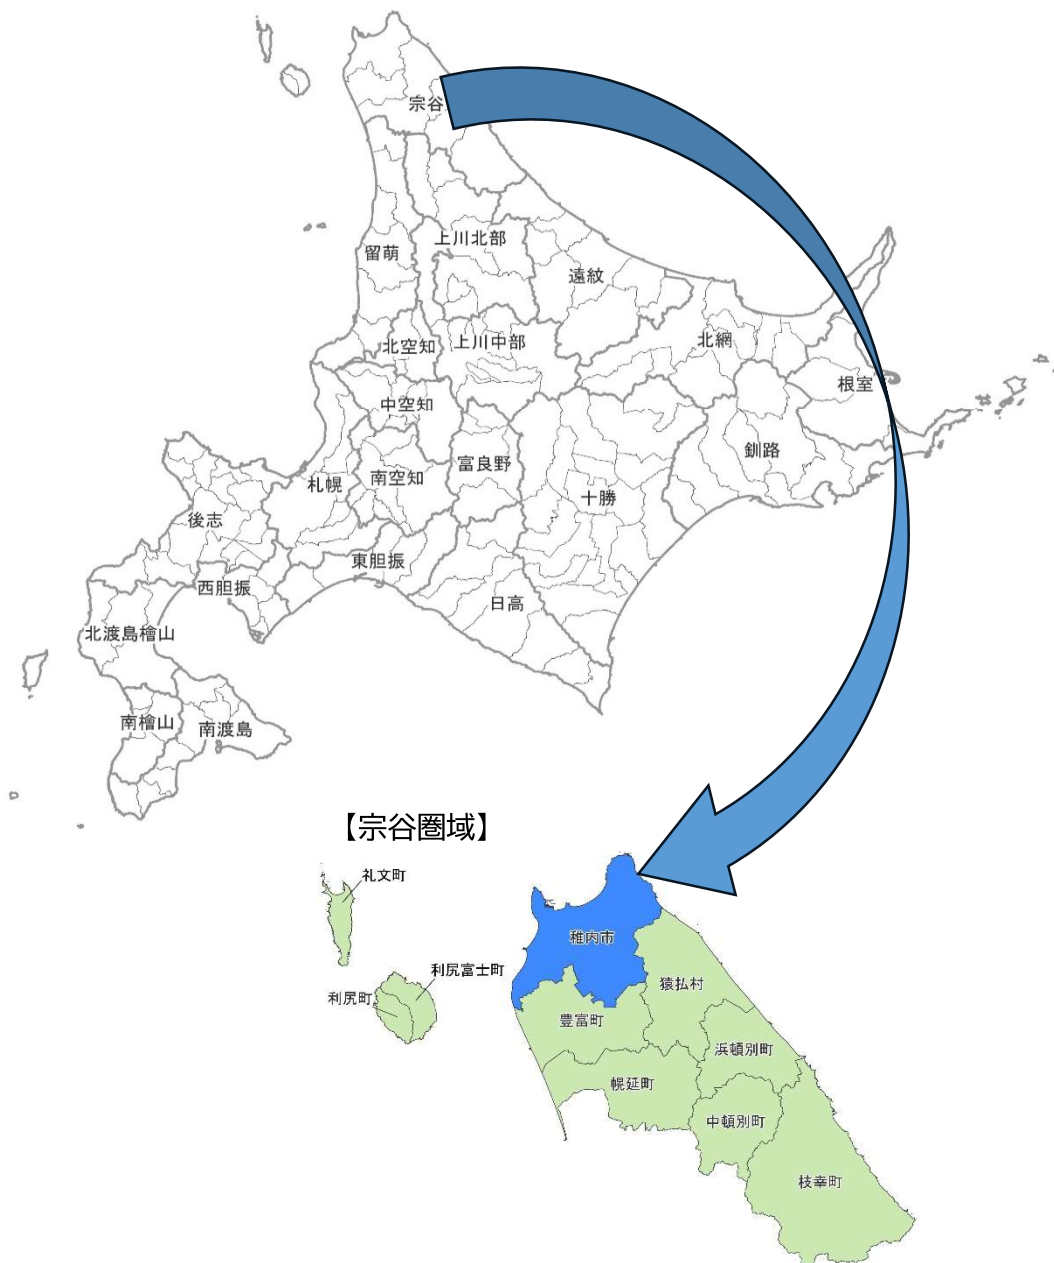 宗谷
上川北部
留萌
遠紋
北網
上川中部
北空知
根室
中空知
釧路
富良野
南空知
札幌
十勝
後志
東胆振
西胆振
日高
北渡島檜山
南檜山
南渡島
【宗谷圏域】
礼文町
稚内市
利尻富士町
猿払村
利尻町
豊富町
浜頓別町
幌延町
中頓別町
枝幸町